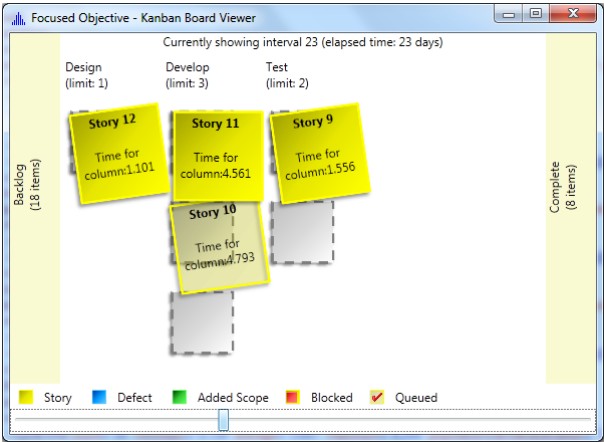 Focused Objective - Kanban Board Viewer
Currently showing interval 23 (elapsed time: 23 days)
Design
(limit: 1)
Develop
(limit: 3)
Test
(limit: 2)
Backlog
(18 items)
Story 12
Time for
column:1.101
Story 11
Time for
column:4.561
Story 9
Time for
column:1.556
Story 10
Time for
column:4.793
Complete
(8 items)
Story
Defect
Added Scope
Blocked
Queued